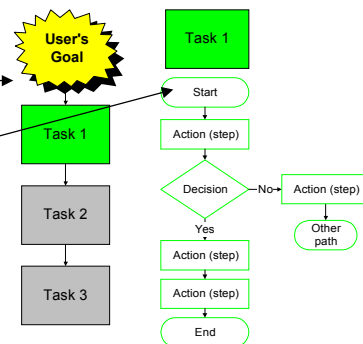 User's
Goal
Task 1
Task 2
Task 3
Task 1
Start
Action (step)
Decision
No
Action (step)
Other
path
Yes
Action (step)
Action (step)
End